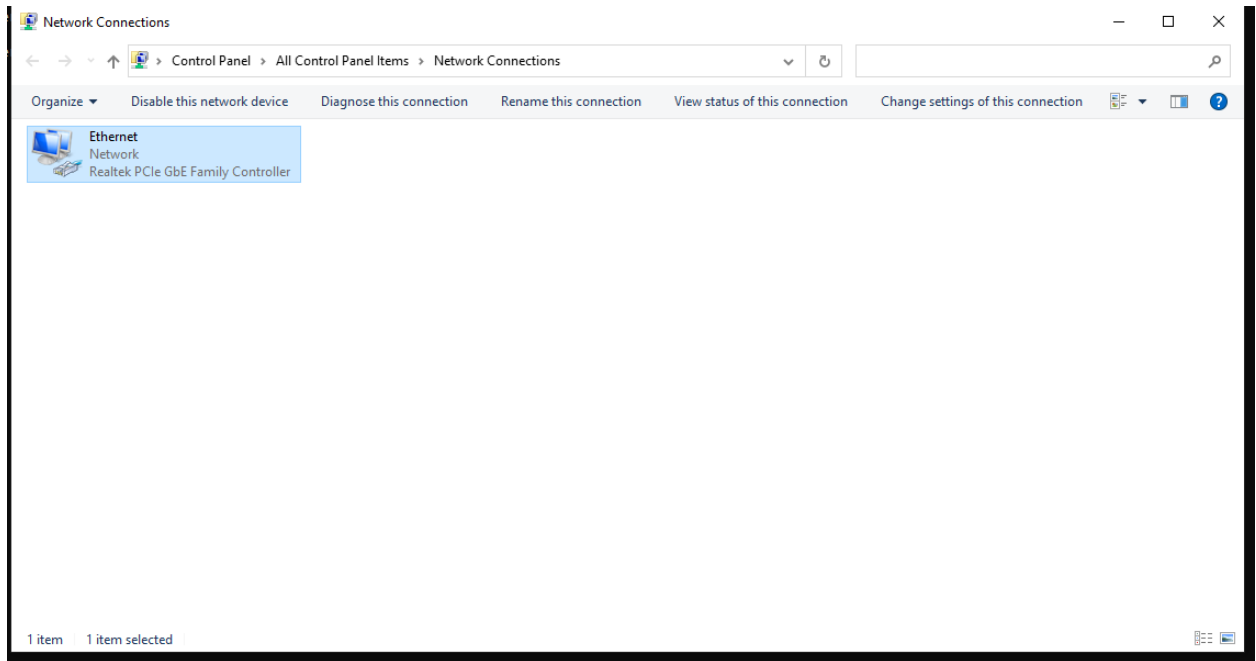 Network Connections
Control Panel > All Control Panel Items > Network Connections
Organize Disable this network device Diagnose this connection Rename this connection View status of this connection Change settings of this connection ?
Ethernet
Network
Realtek PCIe GbE Family Controller
1 item 1 item selected